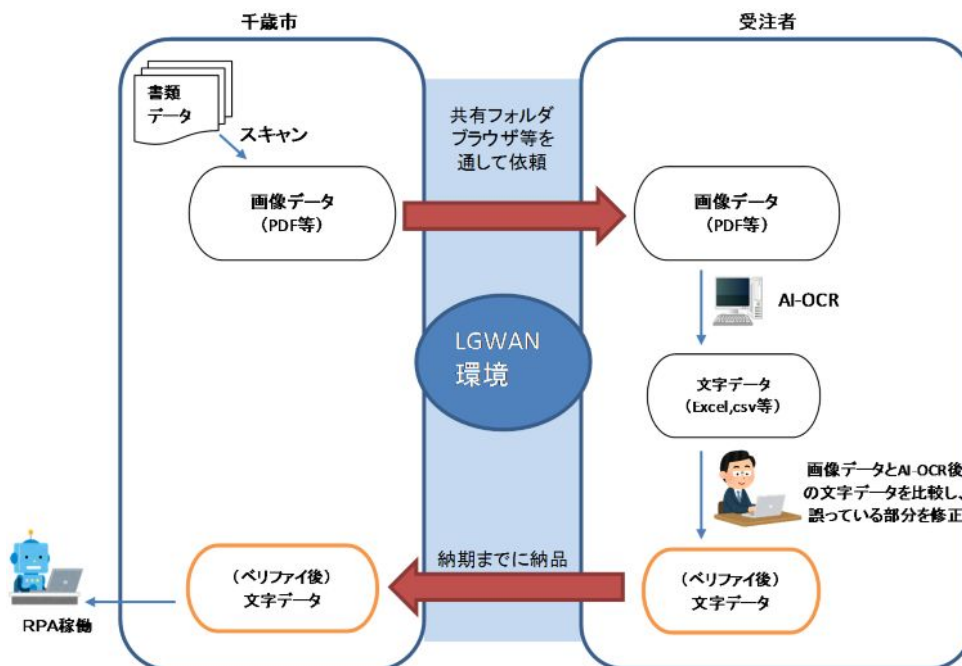 千歳市
受注者
書類
データ
スキャン
共有フォルダ
ブラウザ等を
通して依頼
画像データ
（PDF等）
画像データ
（PDF等）
AI-OCR
LGWAN
環境
文字データ
（Excel,csv等）
画像データとAI-OCR後
の文字データを比較し、
誤っている部分を修正
納期までに納品
（ベリファイ後）
文字データ
（ベリファイ後）
文字データ
RPA稼働